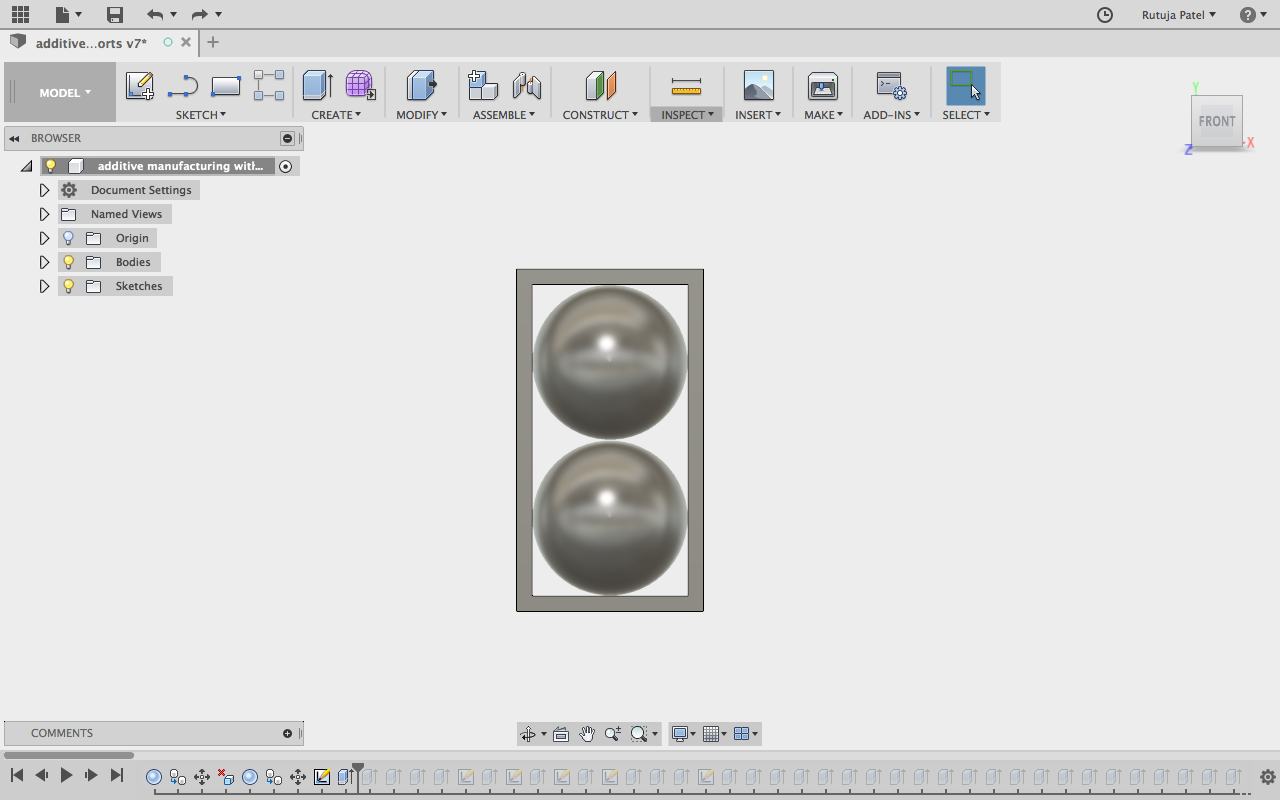 Rutuja Patel
?
additive...orts v7*
MODEL
SKETCH
CREATE
MODIFY
ASSEMBLE
CONSTRUCT
INSPECT
INSERT
MAKE
ADD-INS
SELECT
Y
FRONT
Z
X
BROWSER
additive manufacturing with...
Document Settings
Named Views
Origin
Bodies
Sketches
COMMENTS